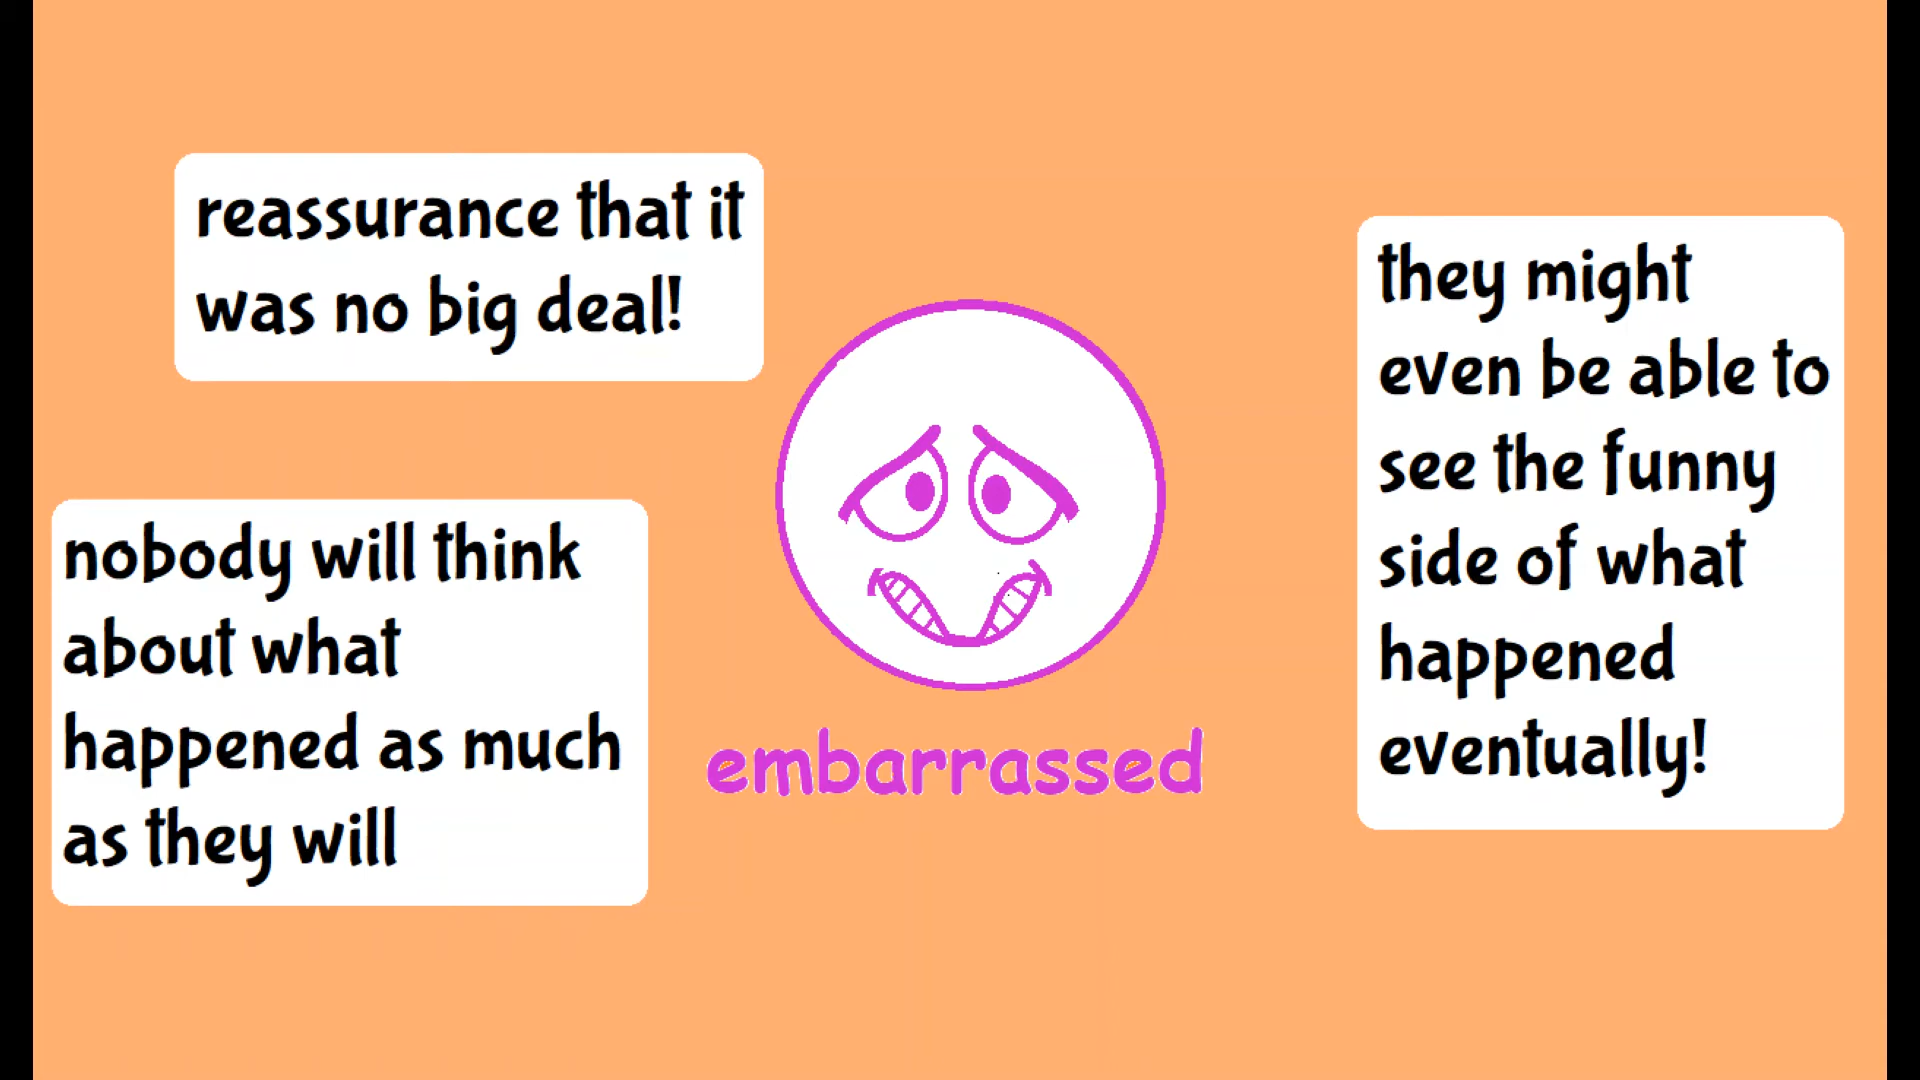 reassurance that it
was no big deal!
nobody will think
about what
happened as much
as they will
embarrassed
they might
even be able to
see the funny
side of what
happened
eventually!